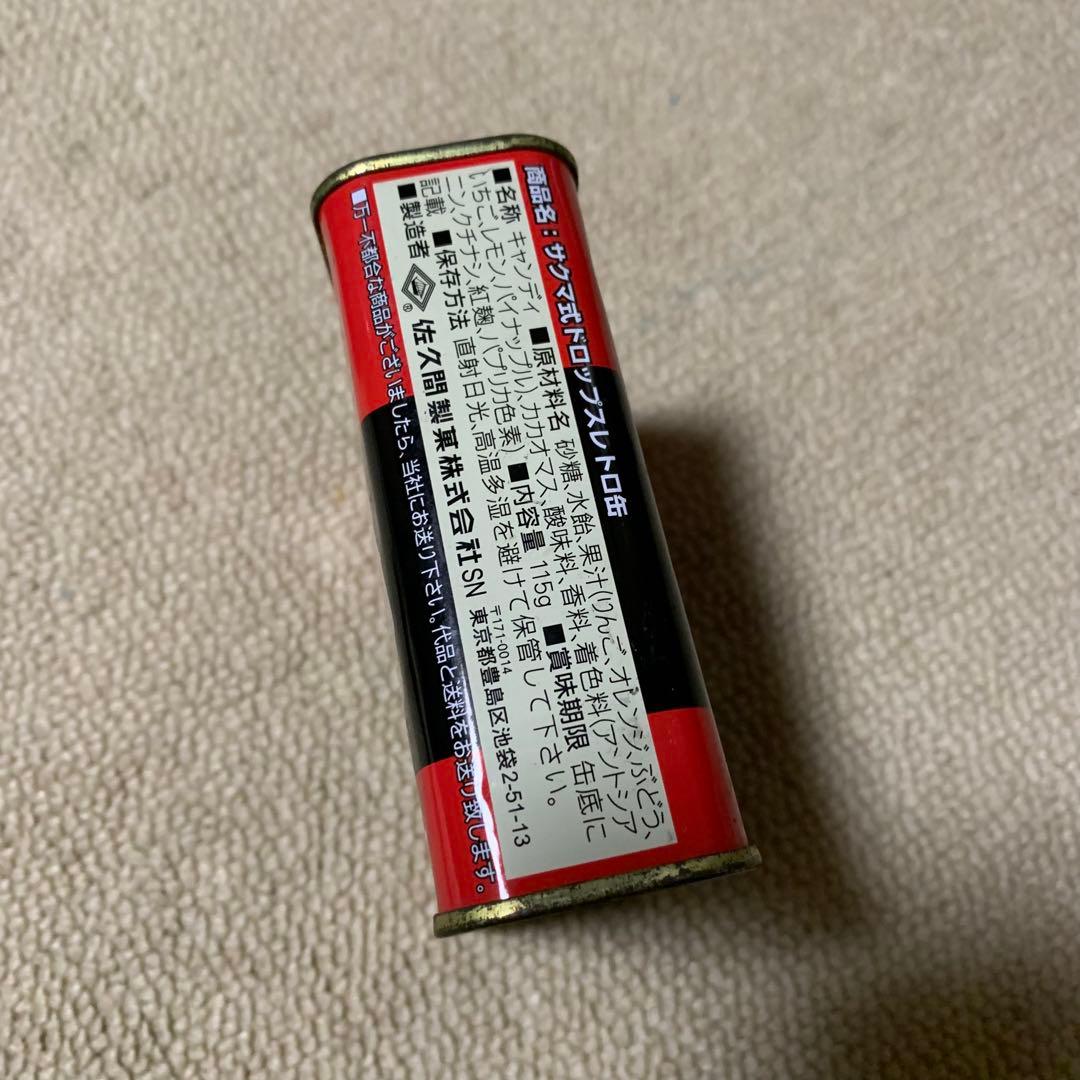 商品名：サクマ式ドロップスレトロ缶
■名称 キャンディ ■原材料名 砂糖、水飴、果汁(りんご、オレンジ、ぶどう、
いちご、レモン、パイナップル)、カカオマス、酸味料、香料、着色料(アントシア
ニン、クチナシ、紅麹、パプリカ色素) ■内容量 115g ■賞味期限 缶底に
記載 ■保存方法 直射日光、高温多湿を避けて保管して下さい。
■製造者 ® 佐久間製菓株式会社SN 〒171-0014 東京都豊島区池袋2-51-13
■万一不都合な商品がございましたら、当社にお送り下さい。代品と送料をお送り致します。